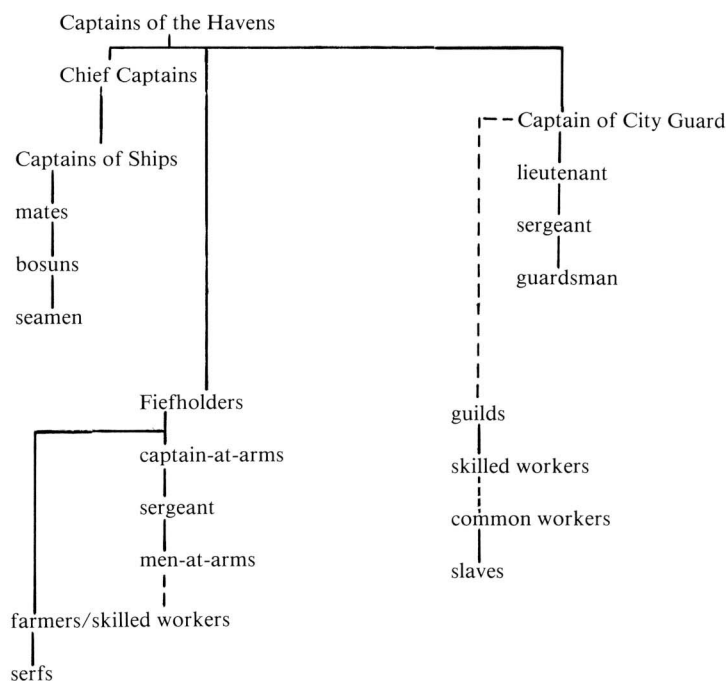 Captains of the Havens
Chief Captains
Captains of Ships
mates
bosuns
seamen
Captain of City Guard
lieutenant
sergeant
guardsman
Fiefholders
captain-at-arms
sergeant
men-at-arms
farmers/skilled workers
serfs
guilds
skilled workers
common workers
slaves